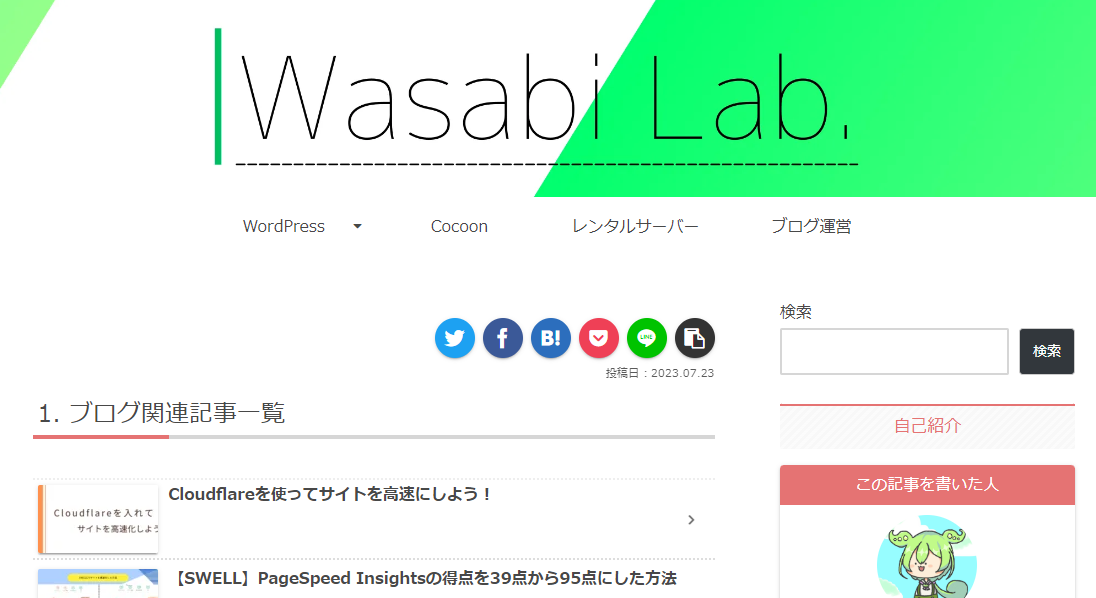 Wasabi Lab.
WordPress
Cocoon
レンタルサーバー
ブログ運営
B!
LINE
投稿日：2023.07.23
1. ブログ関連記事一覧
Cloudflareを入れて
サイトを高速化しよう
Cloudflareを使ってサイトを高速にしよう！
【SWELL】PageSpeed Insightsの得点を39点から95点にした方法
検索
検索
自己紹介
この記事を書いた人